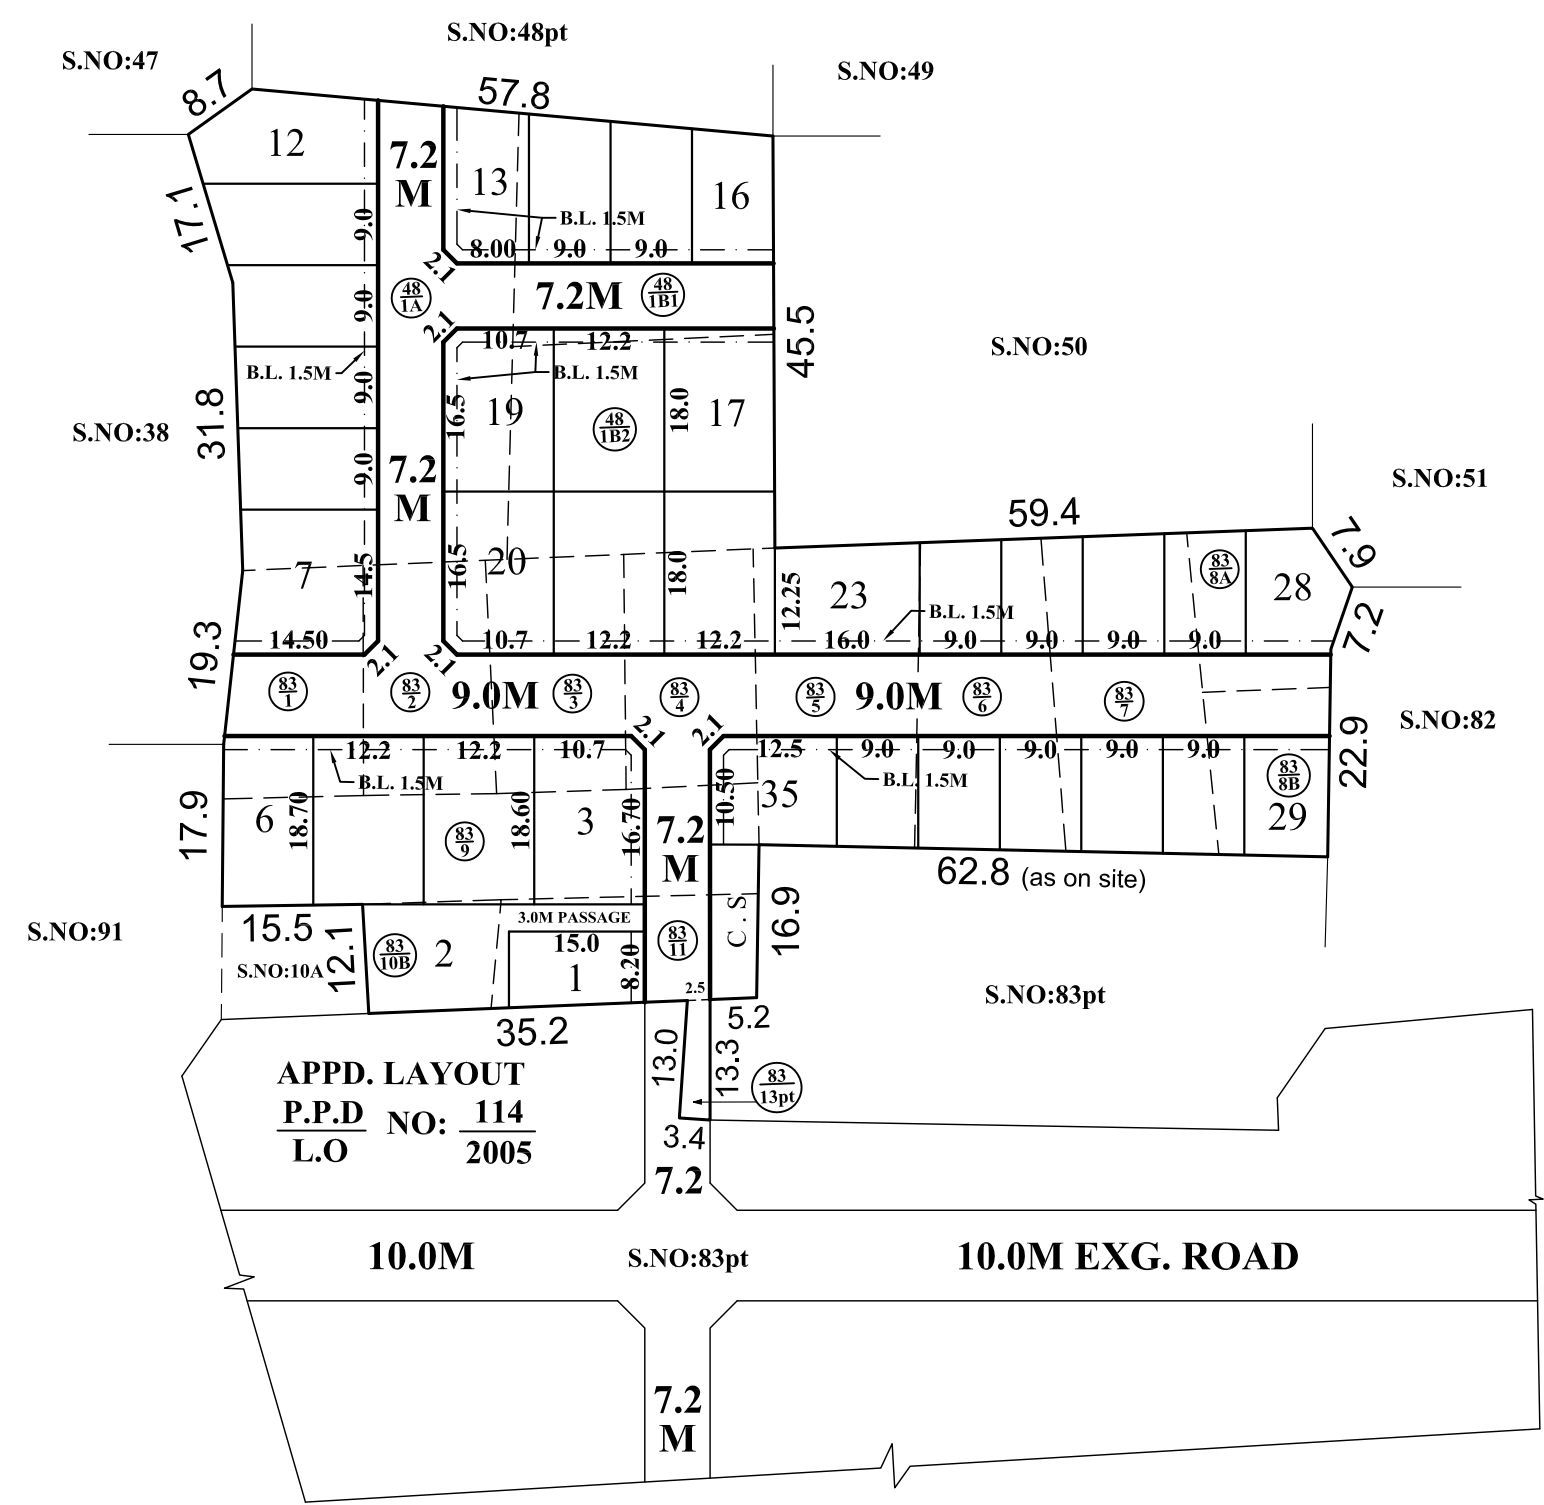 S.NO:48pt
S.NO:47
S.NO:49
8.7
57.8
12
7.2
M
13
16
17.1
9.0
B.L. 1.5M
8.00
9.0
9.0
2.1
48
1A
7.2M
48
1B1
9.0
2.1
10.7
12.2
45.5
S.NO:50
B.L. 1.5M
9.0
B.L. 1.5M
31.8
S.NO:38
16.5
19
48
1B2
18.0
17
9.0
7.2
M
S.NO:51
59.4
7.9
7
14.5
16.5
20
18.0
12.25
23
83
8A
28
B.L. 1.5M
19.3
14.50
2.1
2.1
10.7
12.2
12.2
16.0
9.0
9.0
9.0
9.0
7.2
83
1
83
2
9.0M
83
3
83
4
83
5
9.0M
83
6
83
7
S.NO:82
2.1
2.1
12.2
12.2
10.7
12.5
9.0
9.0
9.0
9.0
9.0
22.9
B.L. 1.5M
B.L. 1.5M
83
8B
17.9
6
18.70
83
9
18.60
3
16.70
7.2
M
10.50
35
29
62.8 (as on site)
S.NO:91
15.5
12.1
83
10B
2
3.0M PASSAGE
15.0
1
8.20
83
11
C . S
16.9
S.NO:10A
2.5
S.NO:83pt
35.2
5.2
13.0
13.3
83
13pt
APPD. LAYOUT
P.P.D
L.O
NO:
114
2005
3.4
7.2
10.0M
S.NO:83pt
10.0M EXG. ROAD
7.2
M